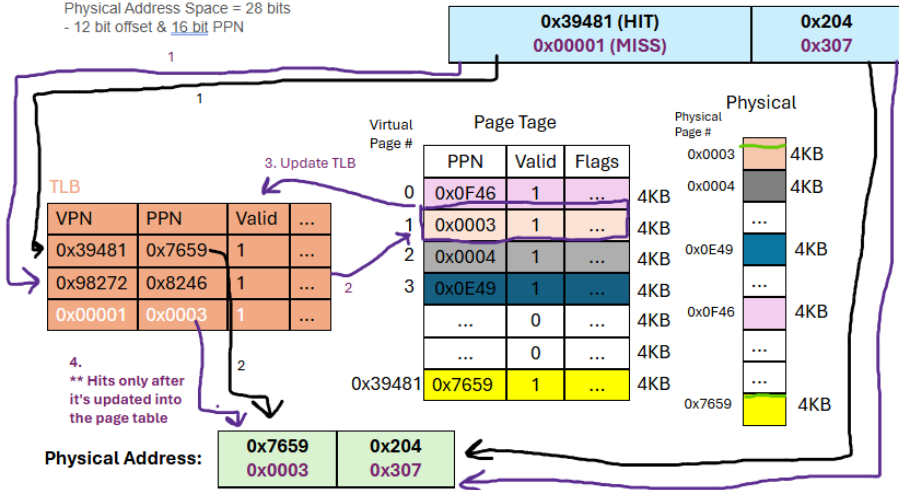 Physical Address Space = 28 bits
- 12 bit offset & 16 bit PPN
0x39481 (HIT) 0x204
0x00001 (MISS) 0x307
1
1
Virtual Page #
Page Tage
PPN Valid Flags
0 0x0F46 1 ... 4KB
1 0x0003 1 ... 4KB
2 0x0004 1 ... 4KB
3 0x0E49 1 ... 4KB
... 0 4KB
... 0 ... 4KB
0x39481 0x7659 1 ... 4KB
Physical
Physical Page #
0x0003 4KB
0x0004 4KB
...
0x0E49 4KB
...
0x0F46 4KB
...
...
0x7659 4KB
3. Update TLB
TLB
VPN PPN Valid ...
0x39481 0x7659 1 ...
0x98272 0x8246 1 ...
0x00001 0x0003 1 ...
2
2
4.
** Hits only after
it's updated into
the page table
Physical Address:
0x7659 0x204
0x0003 0x307